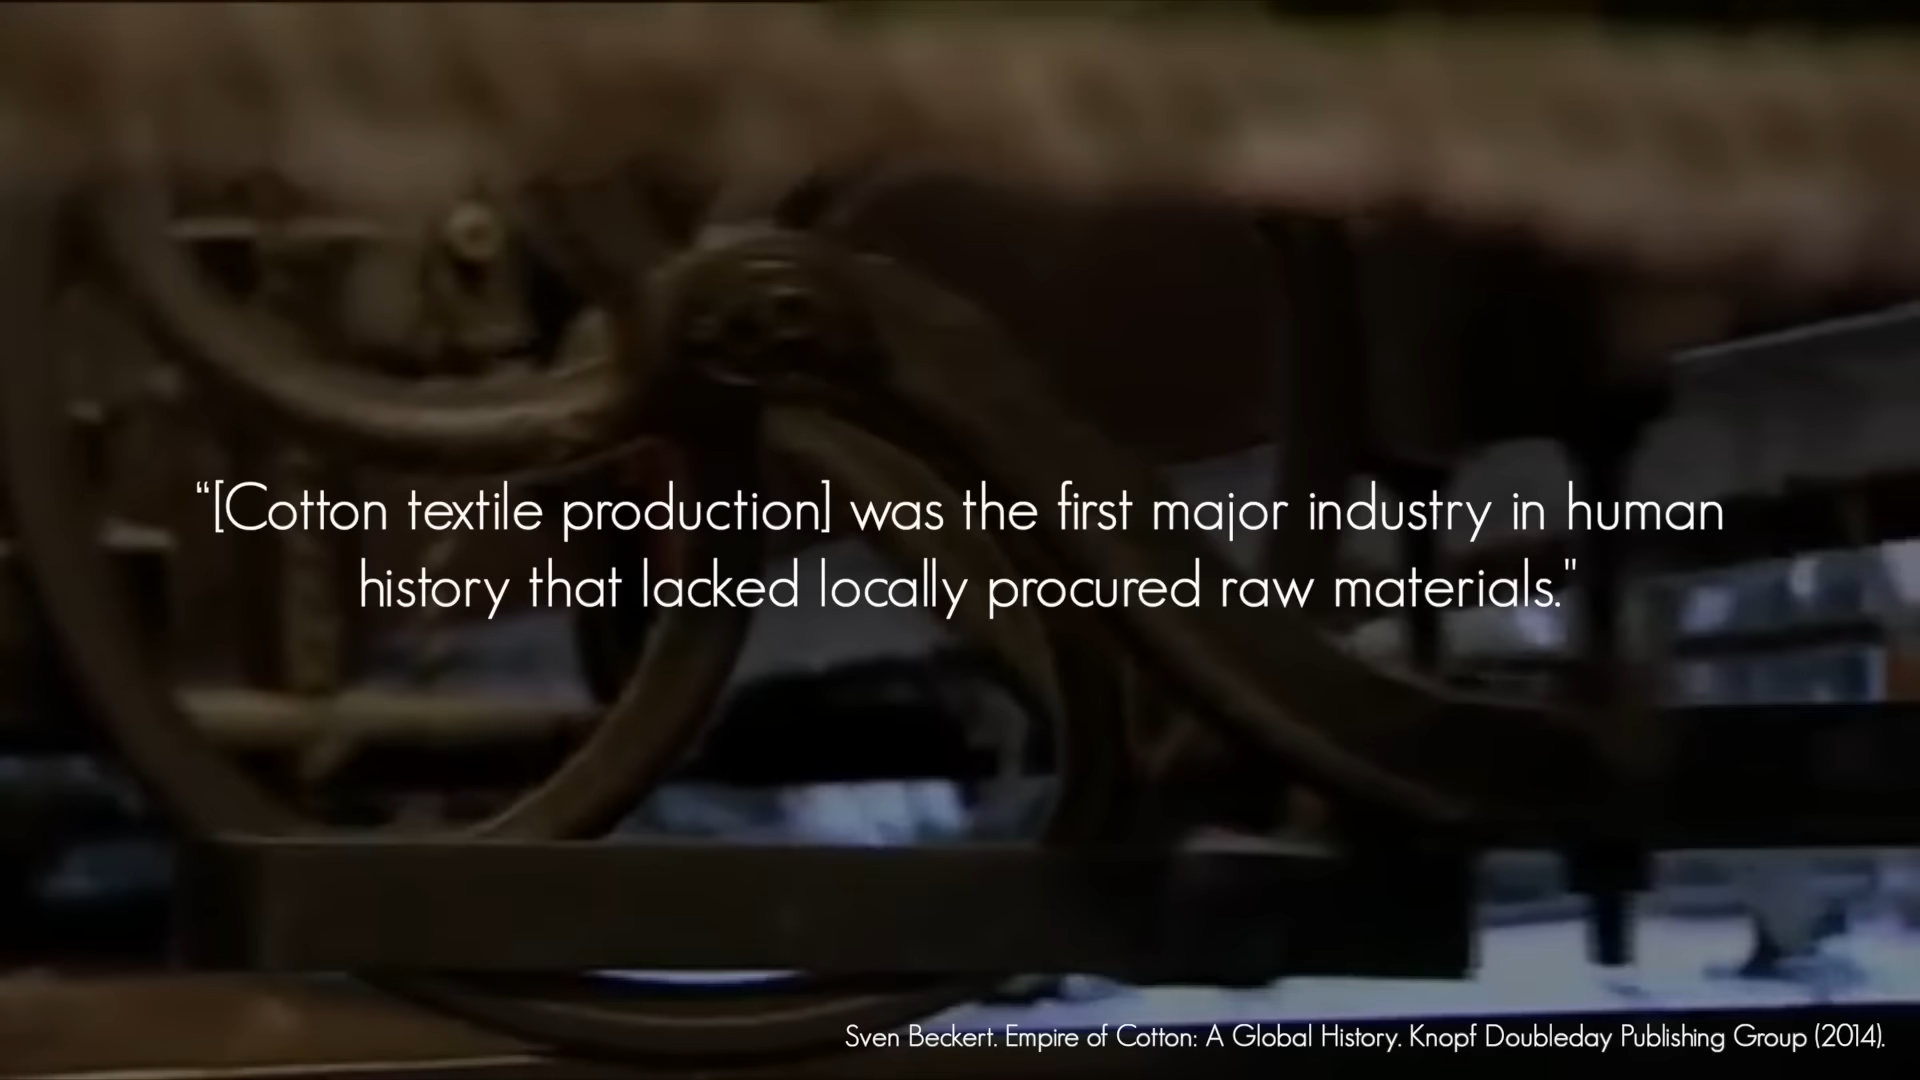 “[Cotton textile production] was the first major industry in human
history that lacked locally procured raw materials."
Sven Beckert. Empire of Cotton: A Global History. Knopf Doubleday Publishing Group (2014).